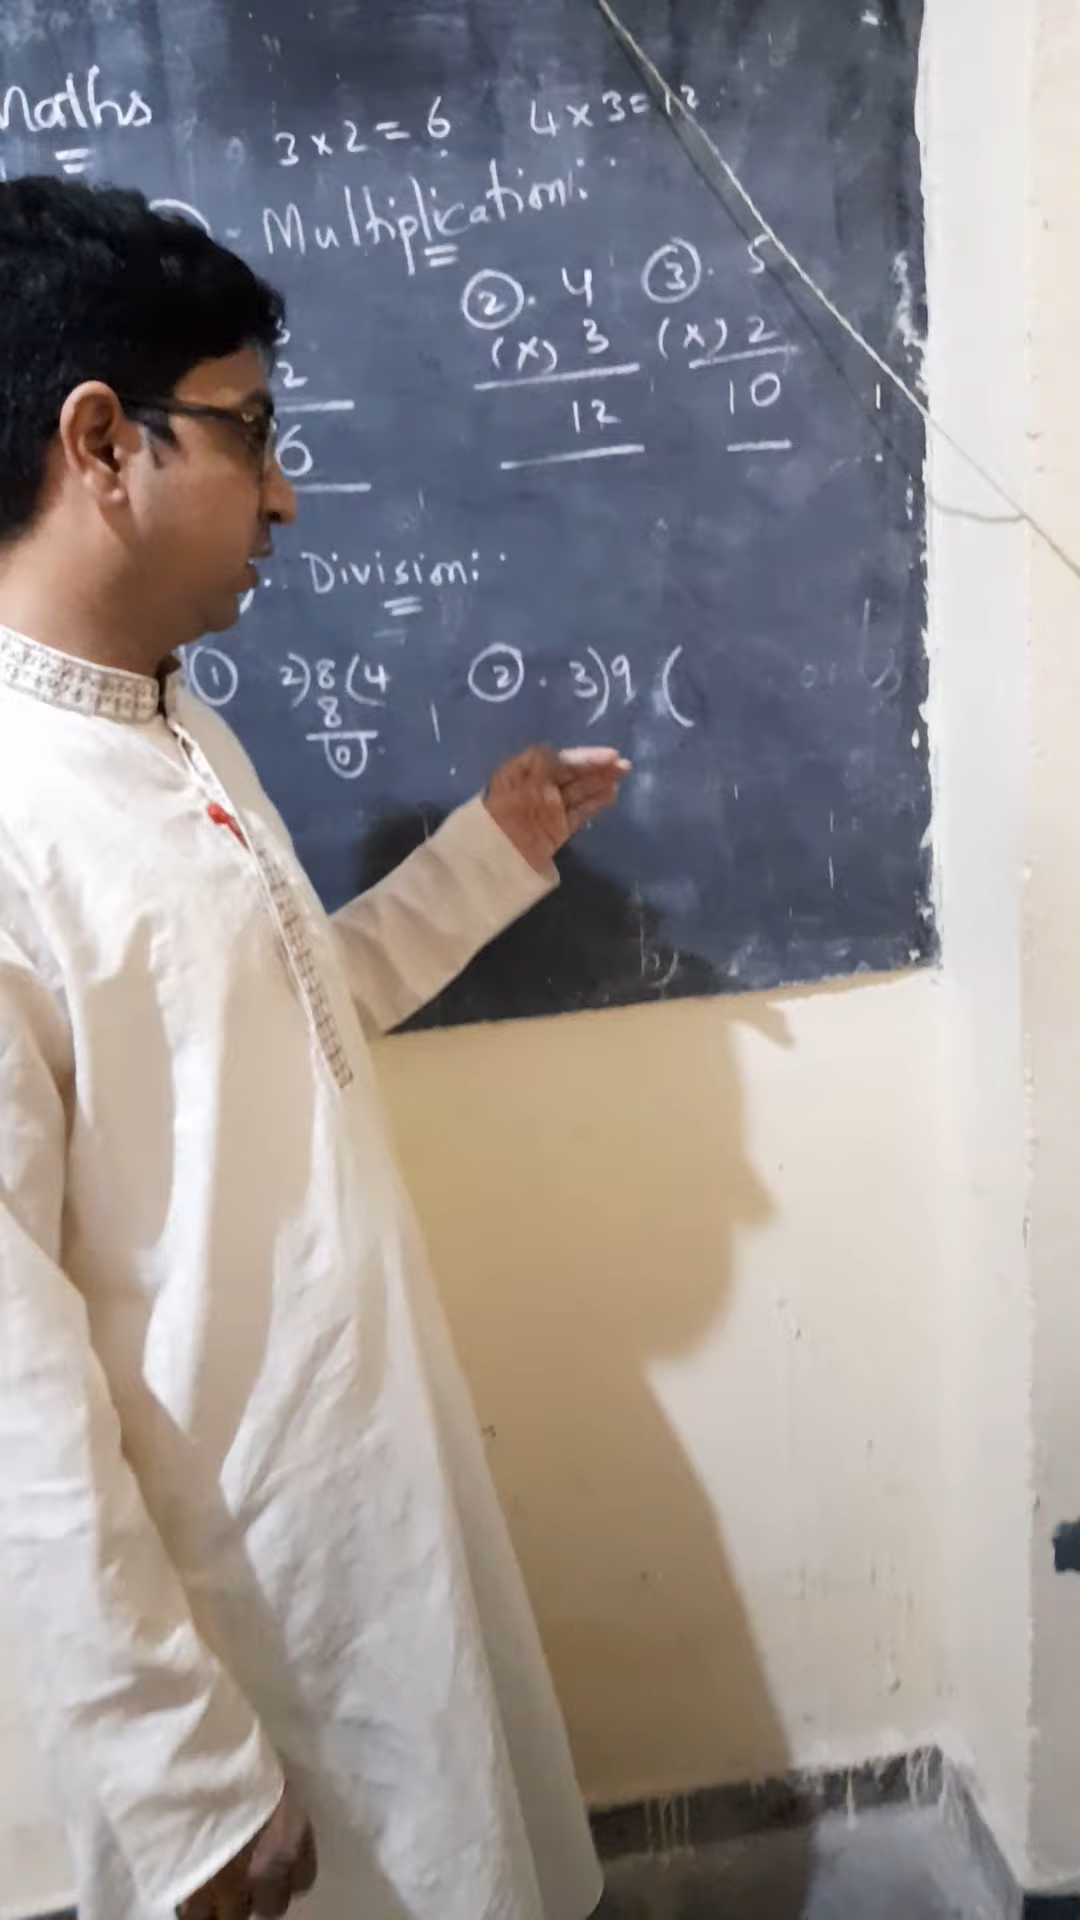 Maths
3 x 2 = 6 4 x 3 = 12
Multiplication:
②. 4 ③. 5
2 (x) 3 (x) 2
6 12 10
Division:
① 2)8(4 ②. 3)9(
8
0